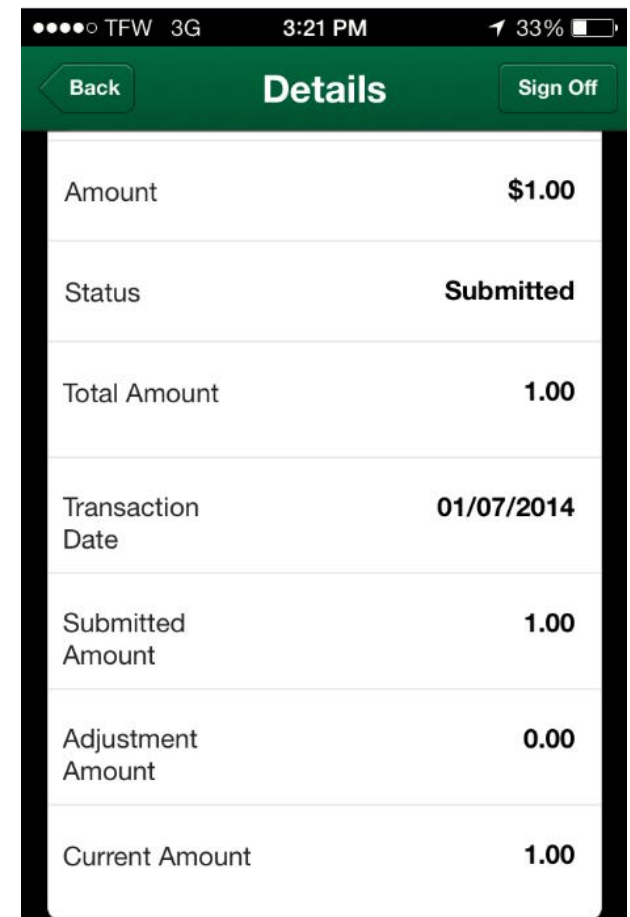 TFW 3G 3:21 PM 33%
Back Details Sign Off
Amount $1.00
Status Submitted
Total Amount 1.00
Transaction 01/07/2014
Date
Submitted 1.00
Amount
Adjustment 0.00
Amount
Current Amount 1.00